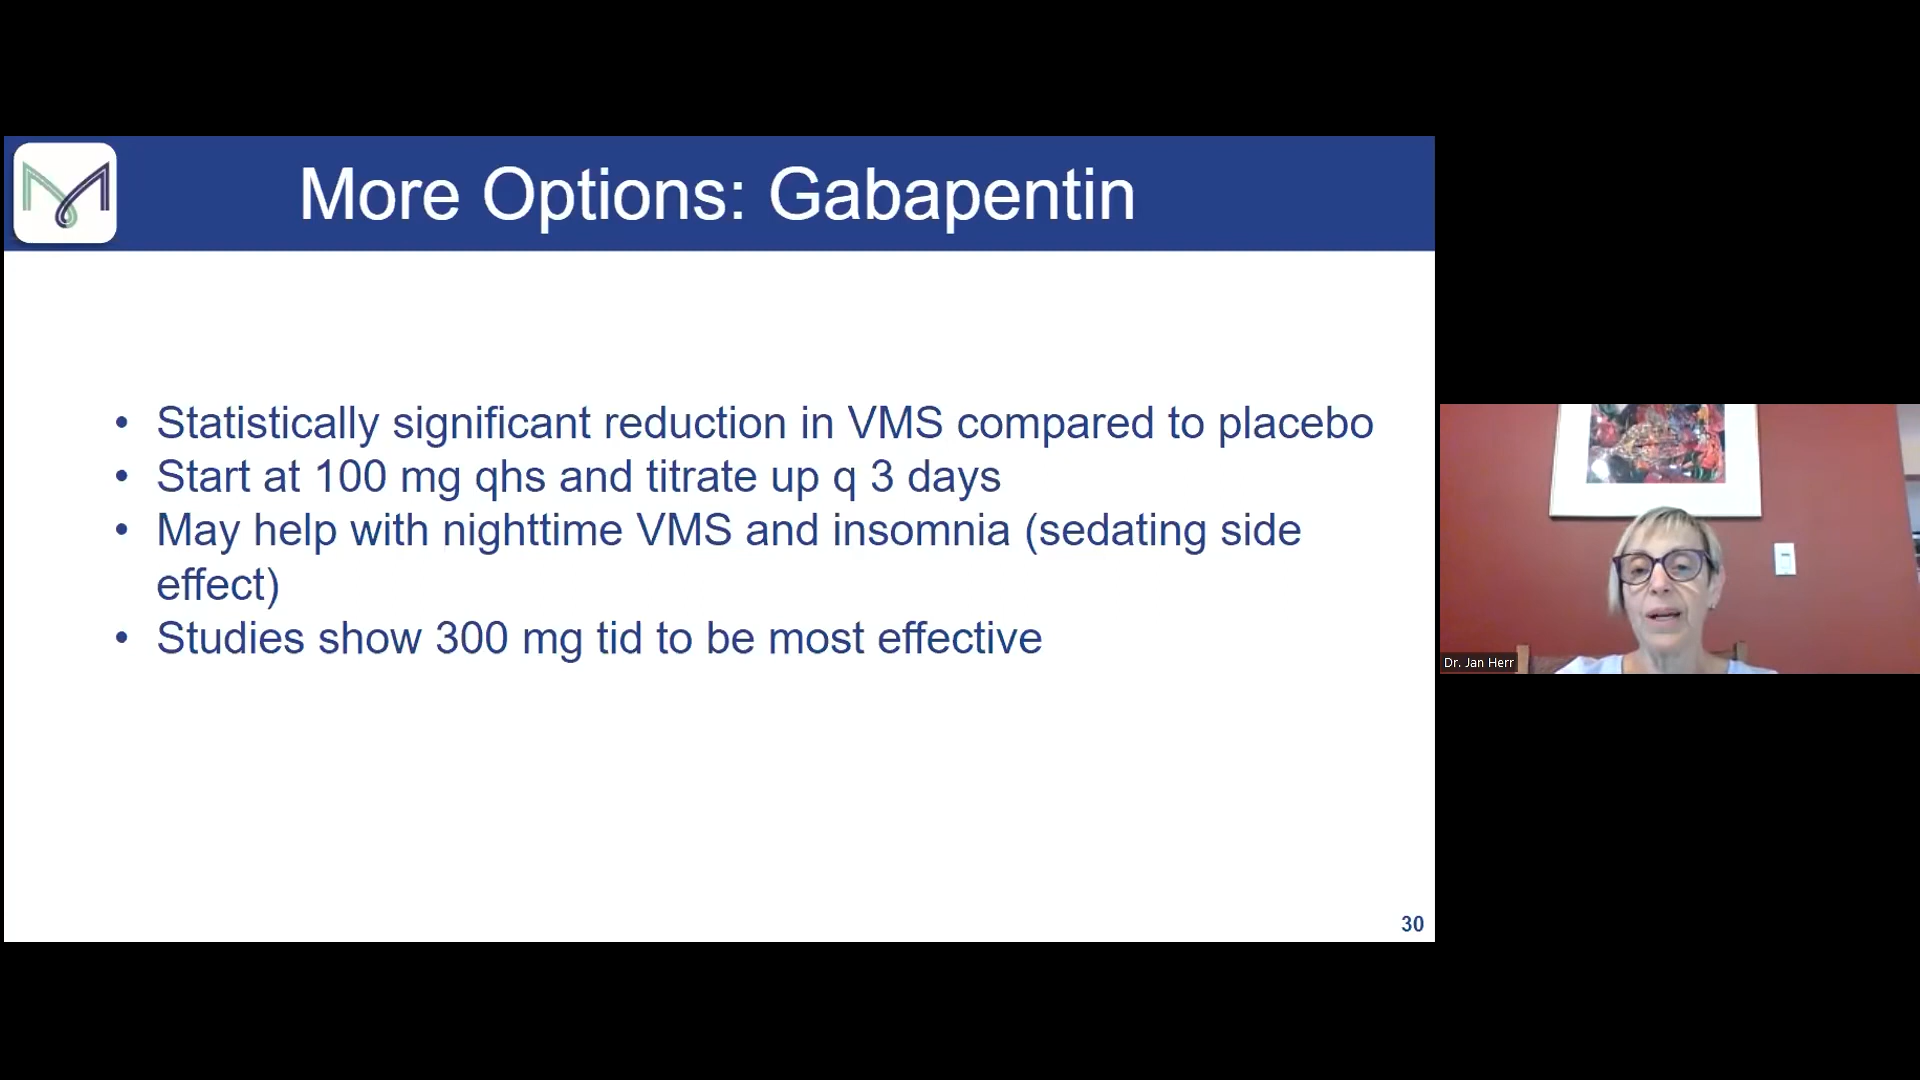 More Options: Gabapentin
• Statistically significant reduction in VMS compared to placebo
• Start at 100 mg qhs and titrate up q 3 days
• May help with nighttime VMS and insomnia (sedating side
effect)
• Studies show 300 mg tid to be most effective
30
Dr. Jan Herr